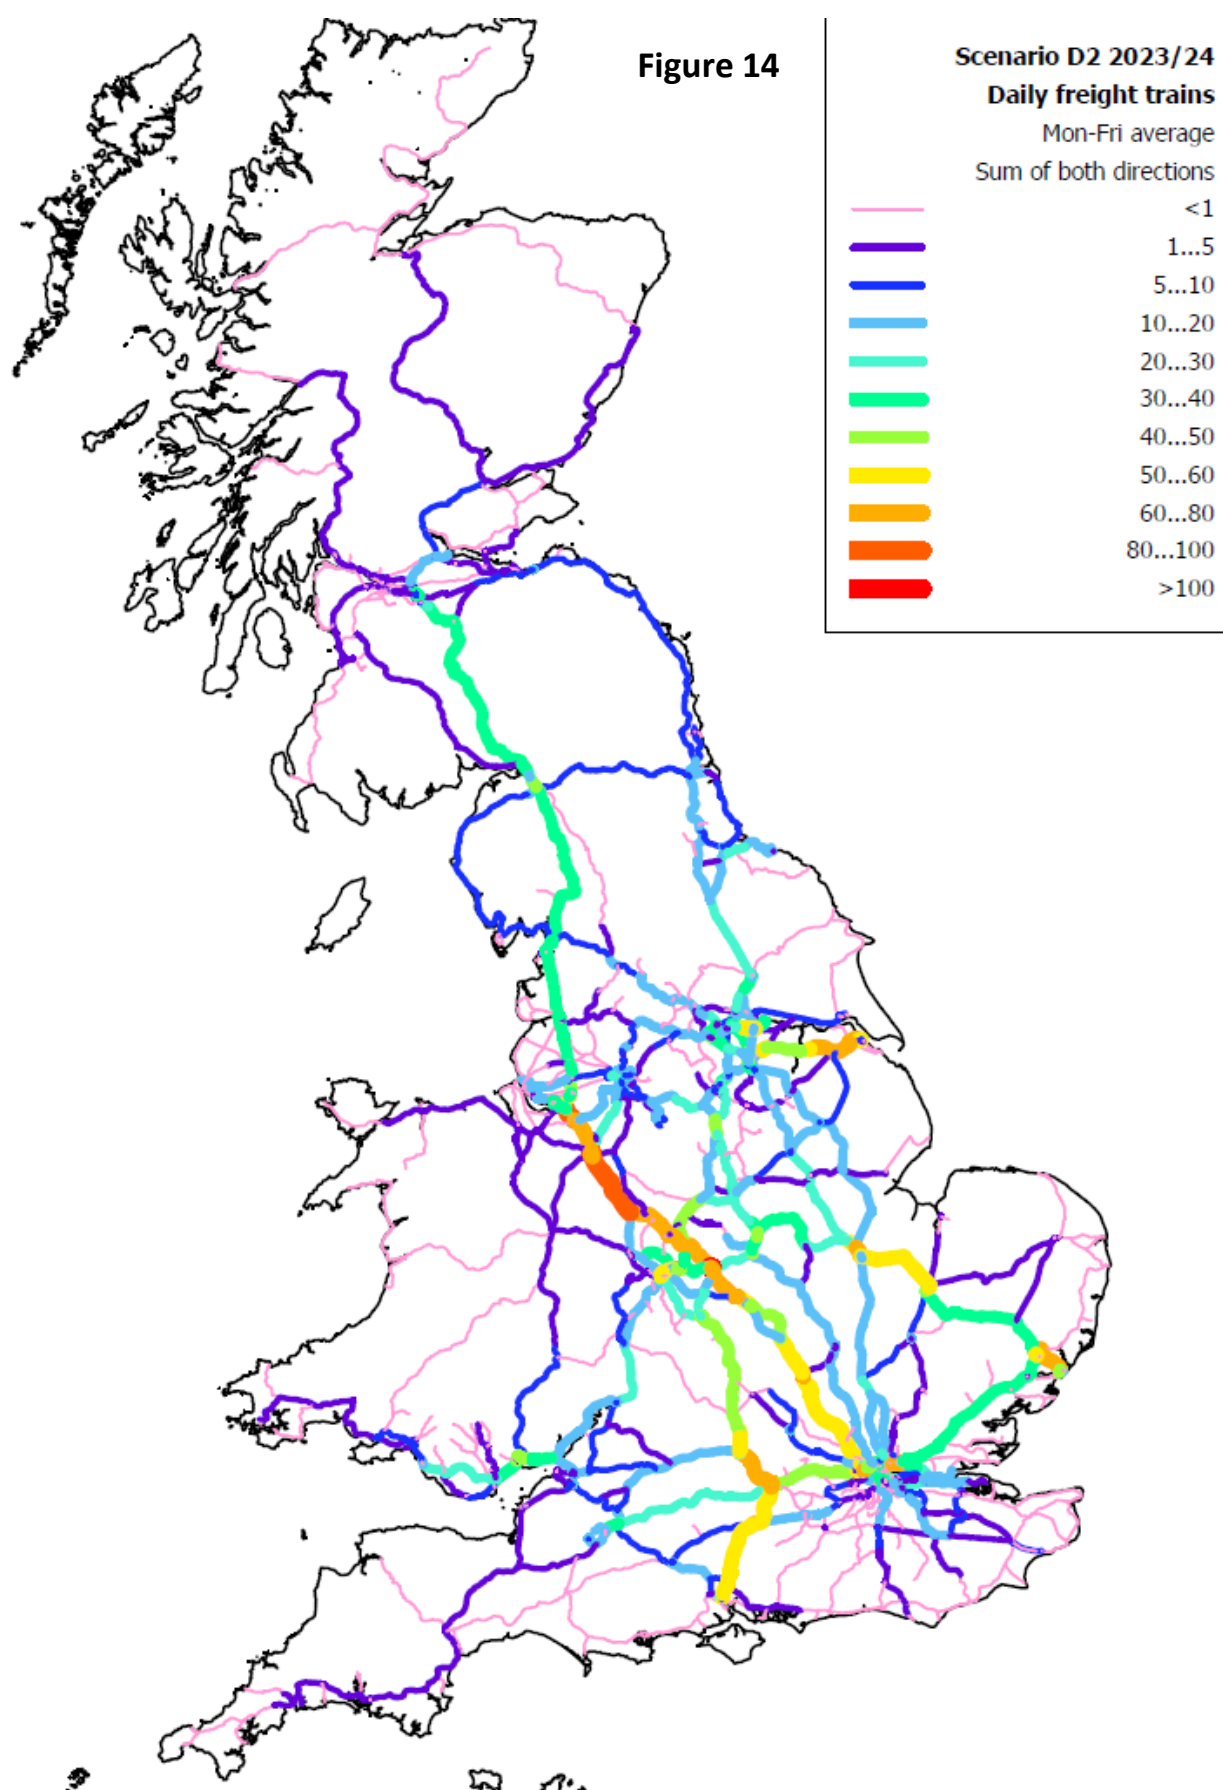 Figure 14
Scenario D2 2023/24
Daily freight trains
Mon-Fri average
Sum of both directions
<1
1...5
5...10
10...20
20...30
30...40
40...50
50...60
60...80
80...100
>100